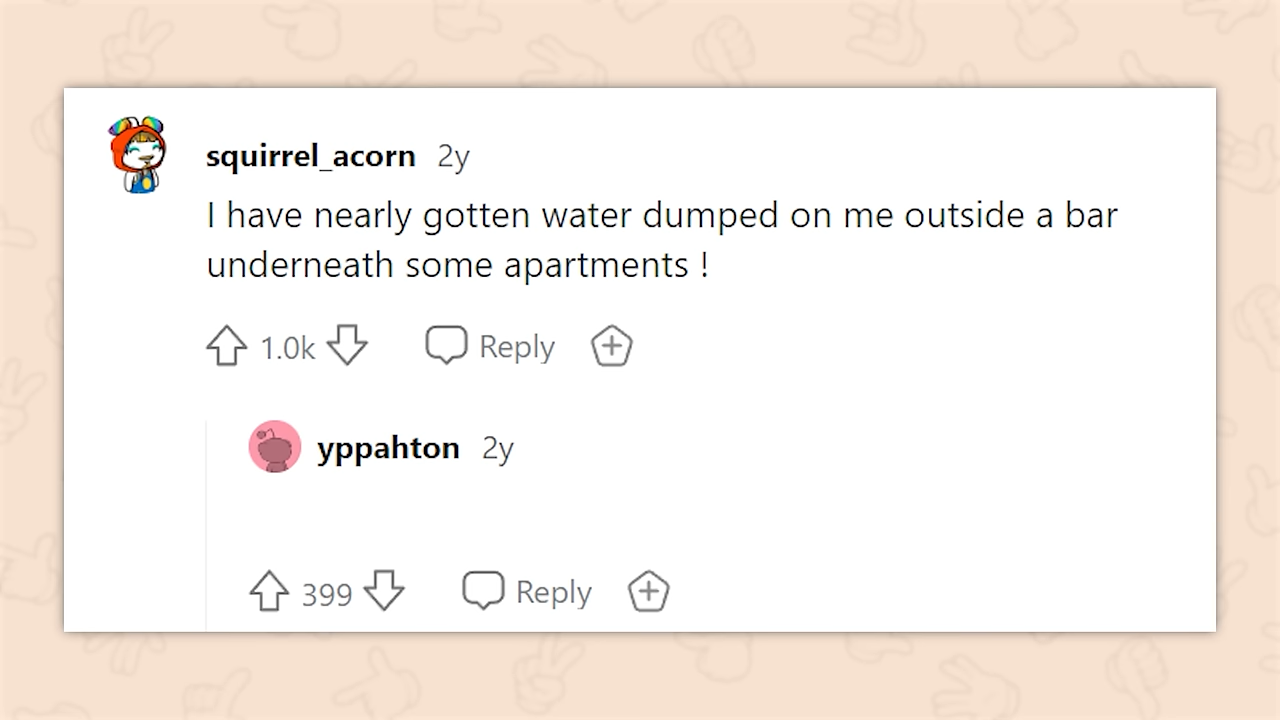 squirrel_acorn 2y
I have nearly gotten water dumped on me outside a bar
underneath some apartments !
1.0k Reply
yppahton 2y
399 Reply